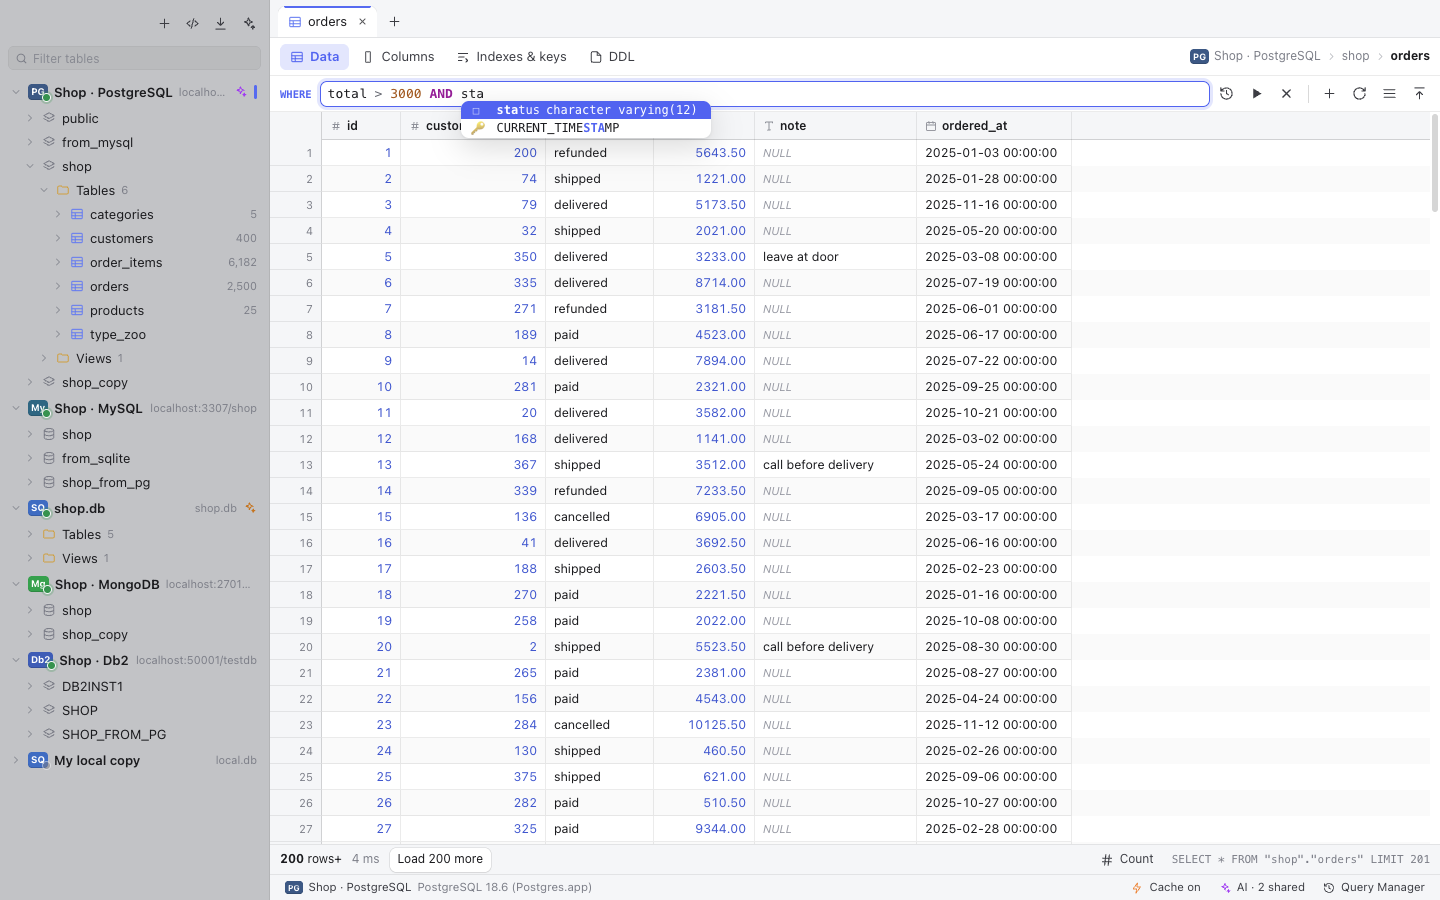 Filter tables
PG Shop · PostgreSQL localho...
public
from_mysql
shop
Tables 6
categories 5
customers 400
order_items 6,182
orders 2,500
products 25
type_zoo
Views 1
shop_copy
My Shop · MySQL localhost:3307/shop
shop
from_sqlite
shop_from_pg
SQ shop.db shop.db
Tables 5
Views 1
Mg Shop · MongoDB localhost:2701...
shop
shop_copy
Db2 Shop · Db2 localhost:50001/testdb
DB2INST1
SHOP
SHOP_FROM_PG
SQ My local copy local.db
orders
Data Columns Indexes & keys DDL
PG Shop · PostgreSQL shop orders
WHERE total > 3000 AND sta
status character varying(12)
CURRENT_TIMESTAMP
# id # custo note ordered_at
1 1 200 refunded 5643.50 NULL 2025-01-03 00:00:00
2 2 74 shipped 1221.00 NULL 2025-01-28 00:00:00
3 3 79 delivered 5173.50 NULL 2025-11-16 00:00:00
4 4 32 shipped 2021.00 NULL 2025-05-20 00:00:00
5 5 350 delivered 3233.00 leave at door 2025-03-08 00:00:00
6 6 335 delivered 8714.00 NULL 2025-07-19 00:00:00
7 7 271 refunded 3181.50 NULL 2025-06-01 00:00:00
8 8 189 paid 4523.00 NULL 2025-06-17 00:00:00
9 9 14 delivered 7894.00 NULL 2025-07-22 00:00:00
10 10 281 paid 2321.00 NULL 2025-09-25 00:00:00
11 11 20 delivered 3582.00 NULL 2025-10-21 00:00:00
12 12 168 delivered 1141.00 NULL 2025-03-02 00:00:00
13 13 367 shipped 3512.00 call before delivery 2025-05-24 00:00:00
14 14 339 refunded 7233.50 NULL 2025-09-05 00:00:00
15 15 136 cancelled 6905.00 NULL 2025-03-17 00:00:00
16 16 41 delivered 3692.50 NULL 2025-06-16 00:00:00
17 17 188 shipped 2603.50 NULL 2025-02-23 00:00:00
18 18 270 paid 2221.50 NULL 2025-01-16 00:00:00
19 19 258 paid 2022.00 NULL 2025-10-08 00:00:00
20 20 2 shipped 5523.50 call before delivery 2025-08-30 00:00:00
21 21 265 paid 2381.00 NULL 2025-08-27 00:00:00
22 22 156 paid 4543.00 NULL 2025-04-24 00:00:00
23 23 284 cancelled 10125.50 NULL 2025-11-12 00:00:00
24 24 130 shipped 460.50 NULL 2025-02-26 00:00:00
25 25 375 shipped 621.00 NULL 2025-09-06 00:00:00
26 26 282 paid 510.50 NULL 2025-10-27 00:00:00
27 27 325 paid 9344.00 NULL 2025-02-28 00:00:00
200 rows+ 4 ms Load 200 more # Count SELECT * FROM "shop"."orders" LIMIT 201
PG Shop · PostgreSQL PostgreSQL 18.6 (Postgres.app) Cache on AI · 2 shared Query Manager